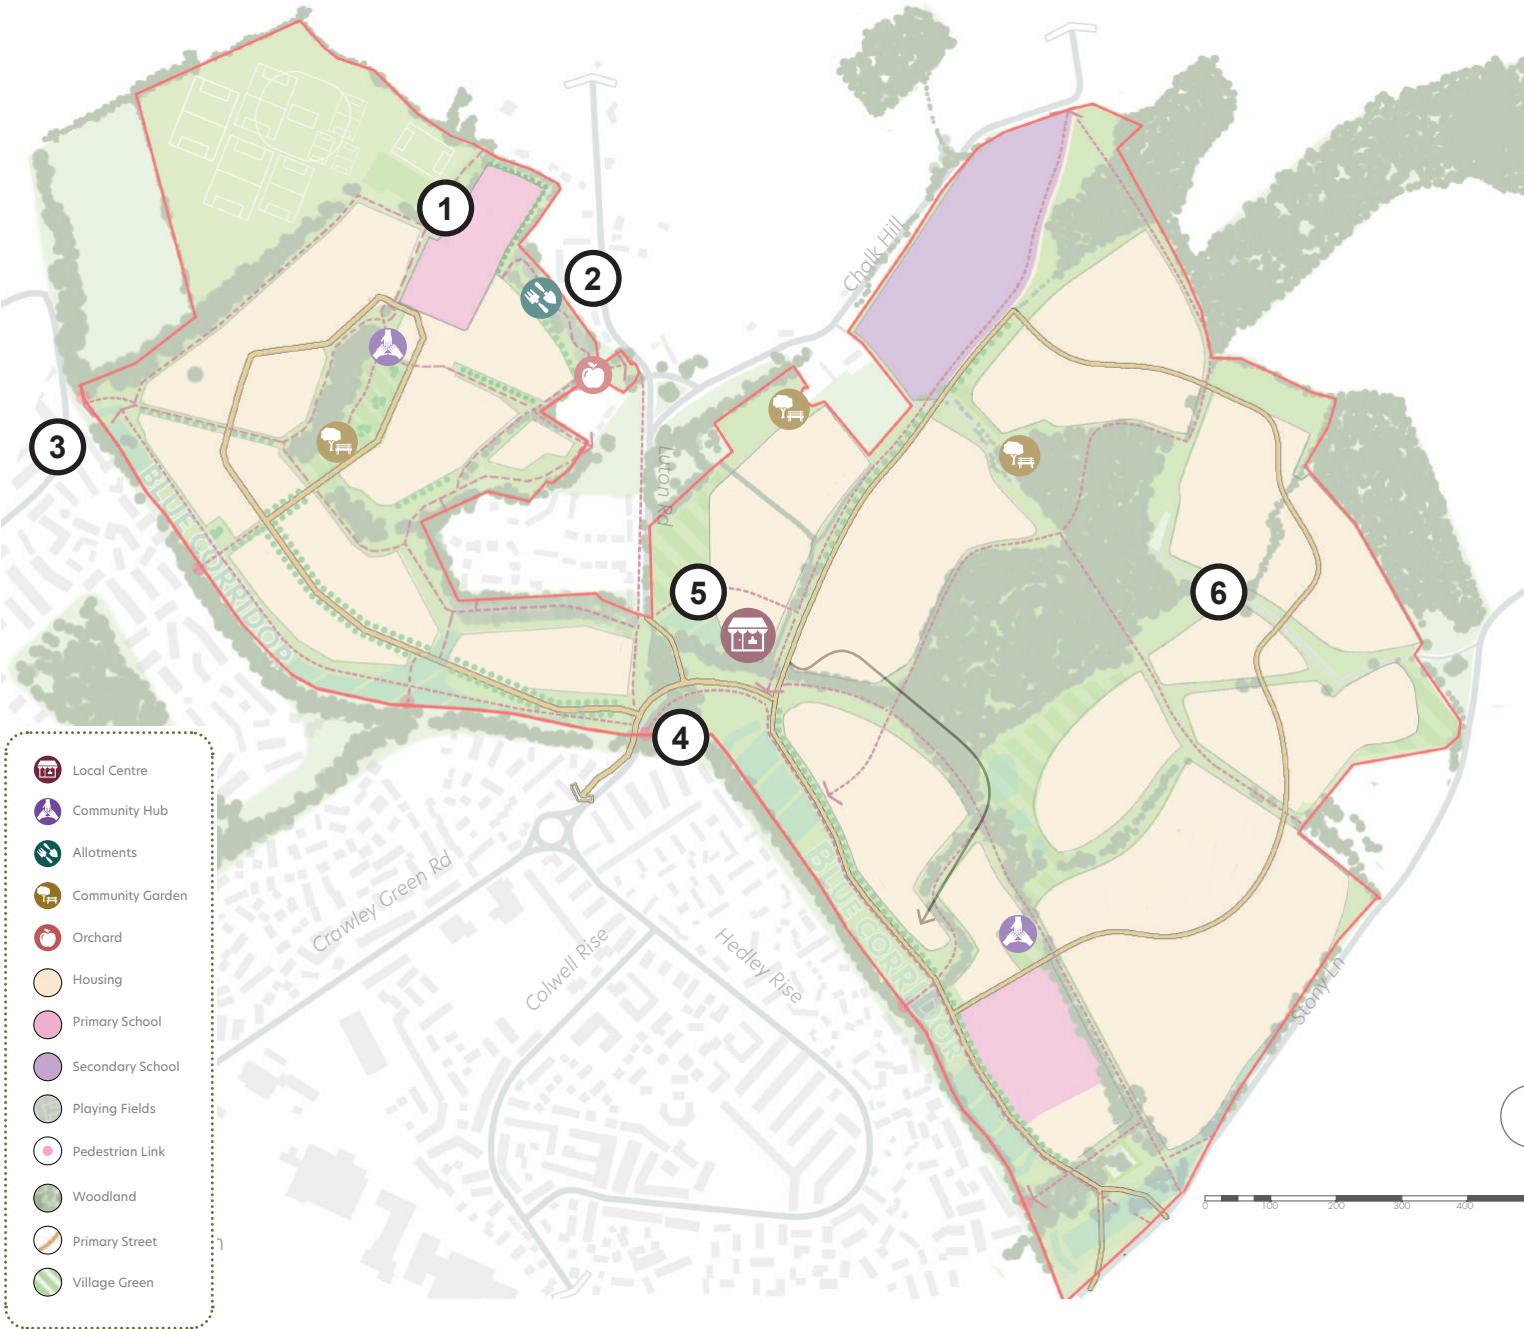 1
2
Chalk Hill
3
Luton Rd
BLUE CORRIDOR
5
6
4
Local Centre
Community Hub
Allotments
Community Garden
Orchard
Housing
Primary School
Secondary School
Playing Fields
Pedestrian Link
Woodland
Primary Street
Village Green
Crawley Green Rd
Colwell Rise
Hedley Rise
BLUE CORRIDOR
Stony Ln
0 100 200 300 400